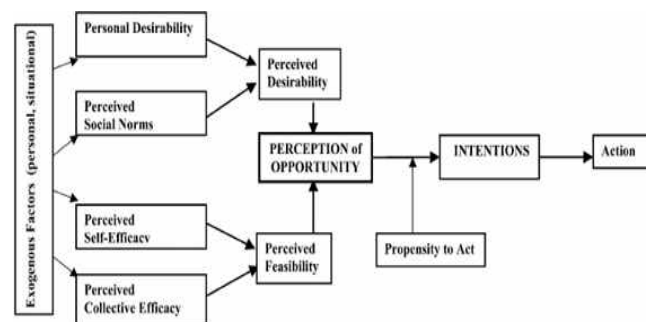 Exogenous Factors (personal, situational)
Personal Desirability
Perceived
Social Norms
Perceived
Self-Efficacy
Perceived
Collective Efficacy
Perceived
Desirability
PERCEPTION of
OPPORTUNITY
Perceived
Feasibility
INTENTIONS
Propensity to Act
Action